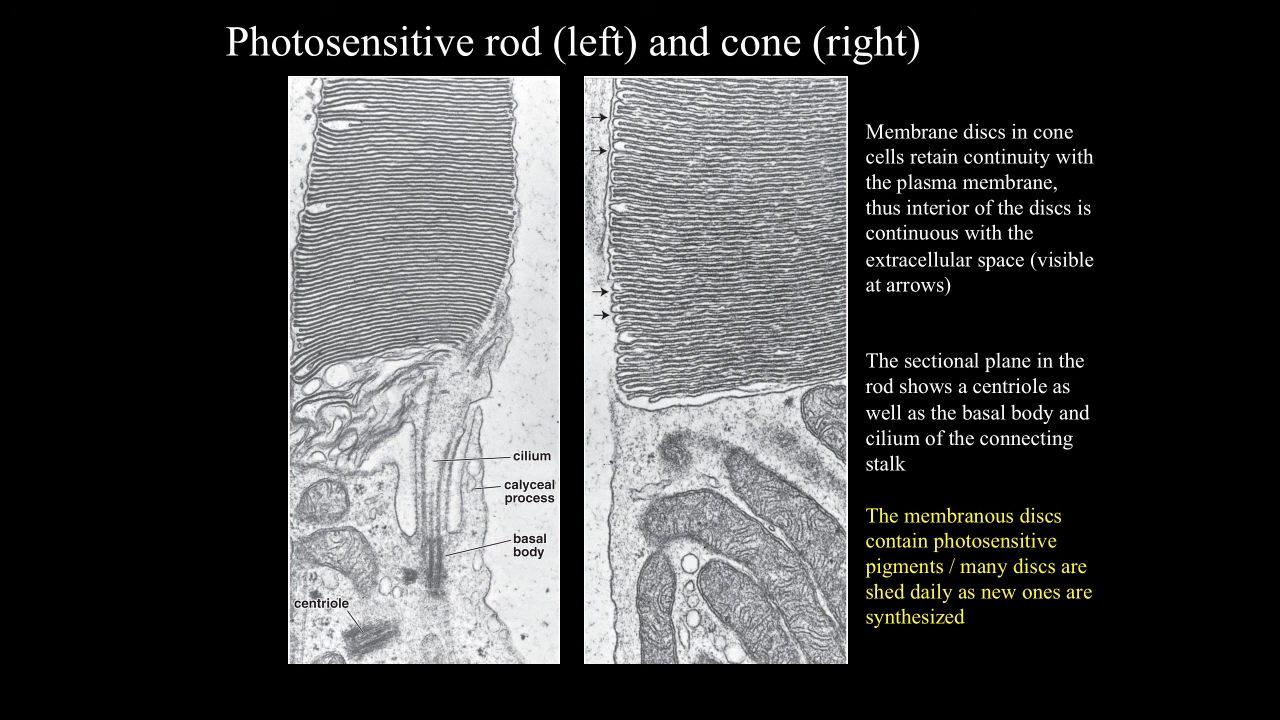 Photosensitive rod (left) and cone (right)
cilium
calyceal
process
basal
body
centriole
Membrane discs in cone
cells retain continuity with
the plasma membrane,
thus interior of the discs is
continuous with the
extracellular space (visible
at arrows)
The sectional plane in the
rod shows a centriole as
well as the basal body and
cilium of the connecting
stalk
The membranous discs
contain photosensitive
pigments / many discs are
shed daily as new ones are
synthesized